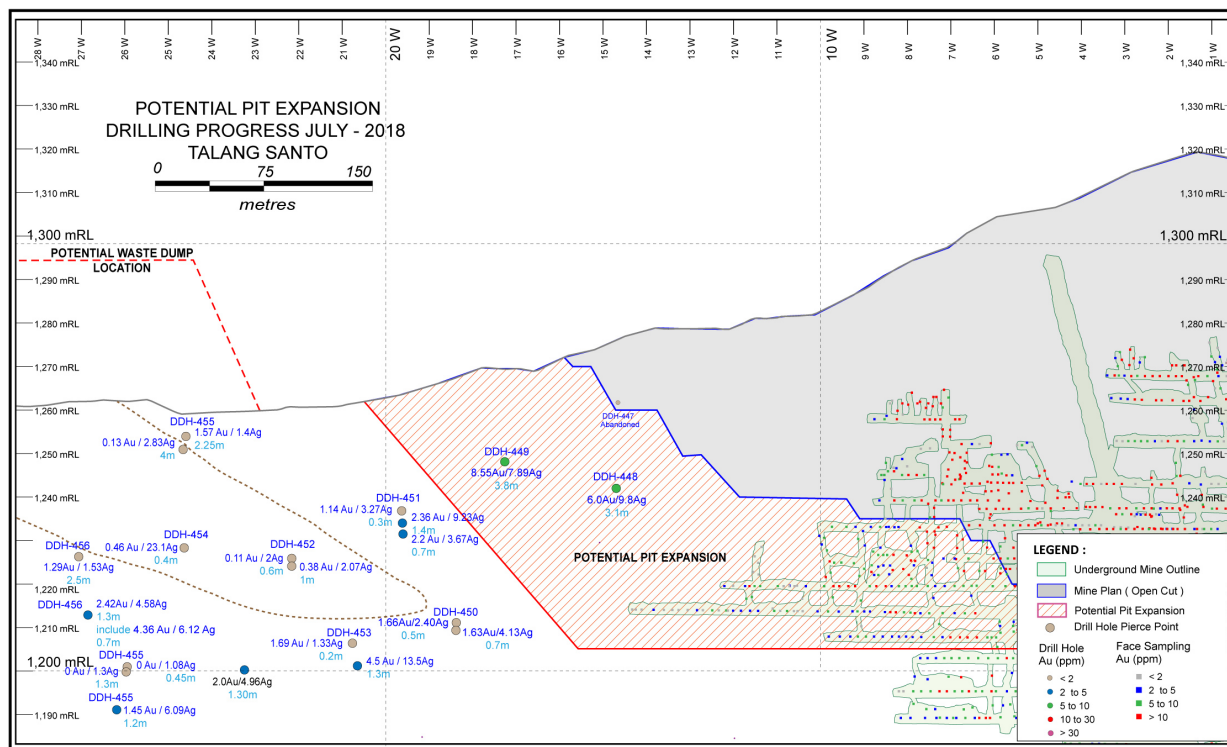 28 W
27 W
26 W
25 W
24 W
23 W
22 W
21 W
20 W
19 W
18 W
17 W
16 W
15 W
14 W
13 W
12 W
11 W
10 W
9 W
8 W
7 W
6 W
5 W
4 W
3 W
2 W
1 W
1,340 mRL
1,340 mRL
1,330 mRL
1,330 mRL
1,320 mRL
1,320 mRL
1,310 mRL
1,310 mRL
1,300 mRL
1,300 mRL
1,290 mRL
1,290 mRL
1,280 mRL
1,280 mRL
1,270 mRL
1,270 mRL
1,260 mRL
1,260 mRL
1,250 mRL
1,250 mRL
1,240 mRL
1,240 mRL
1,230 mRL
1,220 mRL
1,210 mRL
1,200 mRL
1,190 mRL
POTENTIAL PIT EXPANSION
DRILLING PROGRESS JULY - 2018
TALANG SANTO
0 75 150
metres
POTENTIAL WASTE DUMP
LOCATION
DDH-455
1.57 Au / 1.4Ag
2.25m
0.13 Au / 2.83Ag
4m
DDH-447
Abandoned
DDH-449
8.55Au/7.89Ag
3.8m
DDH-448
6.0Au/9.8Ag
3.1m
DDH-451
1.14 Au / 3.27Ag
0.3m
2.36 Au / 9.23Ag
1.4m
2.2 Au / 3.67Ag
0.7m
DDH-454
0.46 Au / 23.1Ag
0.4m
DDH-452
0.11 Au / 2Ag
0.6m
0.38 Au / 2.07Ag
1m
DDH-456
1.29Au / 1.53Ag
2.5m
POTENTIAL PIT EXPANSION
DDH-456
2.42Au / 4.58Ag
1.3m
include
4.36 Au / 6.12 Ag
0.7m
DDH-450
1.66Au/2.40Ag
0.5m
1.63Au/4.13Ag
0.7m
DDH-453
1.69 Au / 1.33Ag
0.2m
4.5 Au / 13.5Ag
1.3m
DDH-455
0 Au / 1.08Ag
0.45m
0 Au / 1.3Ag
1.3m
2.0Au/4.96Ag
1.30m
DDH-455
1.45 Au / 6.09Ag
1.2m
LEGEND :
Underground Mine Outline
Mine Plan ( Open Cut )
Potential Pit Expansion
Drill Hole Pierce Point
Drill Hole
Au (ppm)
< 2
2 to 5
5 to 10
10 to 30
> 30
Face Sampling
Au (ppm)
< 2
2 to 5
5 to 10
> 10